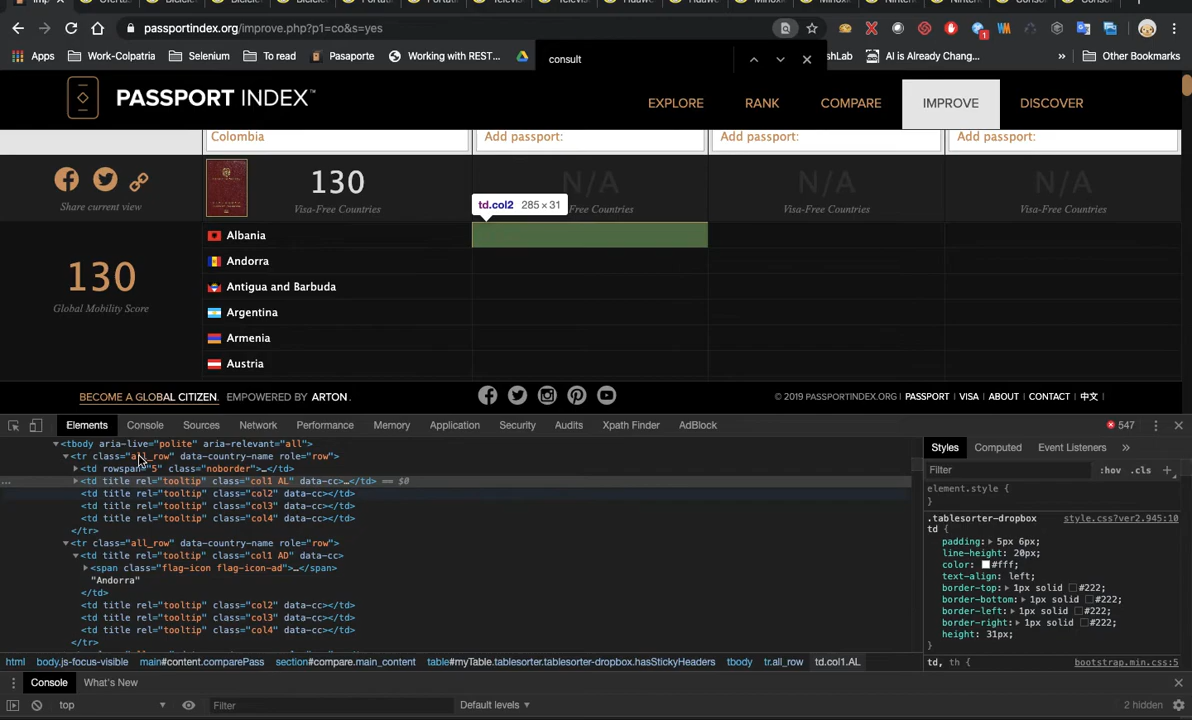 passportindex.org/improve.php?p1=co&s=yes
Apps Work-Colpatria Selenium To read Pasaporte Working with REST... consult shLab AI is Already Chang... » Other Bookmarks
PASSPORT INDEX™ EXPLORE RANK COMPARE IMPROVE DISCOVER
Colombia Add passport: Add passport: Add passport:
130 N/A N/A N/A
Share current view Visa-Free Countries Free Countries Visa-Free Countries Visa-Free Countries
td.col2 285 × 31
Albania
130 Andorra
Global Mobility Score Antigua and Barbuda
Argentina
Armenia
Austria
BECOME A GLOBAL CITIZEN. EMPOWERED BY ARTON. © 2019 PASSPORTINDEX.ORG | PASSPORT | VISA | ABOUT | CONTACT | 中文 |
Elements Console Sources Network Performance Memory Application Security Audits Xpath Finder AdBlock 547
<tbody aria-live="polite" aria-relevant="all">
<tr class="all_row" data-country-name role="row">
<td rowspan="5" class="noborder">…</td>
<td title rel="tooltip" class="col1 AL" data-cc>…</td> == $0
<td title rel="tooltip" class="col2" data-cc></td>
<td title rel="tooltip" class="col3" data-cc></td>
<td title rel="tooltip" class="col4" data-cc></td>
</tr>
<tr class="all_row" data-country-name role="row">
<td title rel="tooltip" class="col1 AD" data-cc>
<span class="flag-icon flag-icon-ad">…</span>
"Andorra"
</td>
<td title rel="tooltip" class="col2" data-cc></td>
<td title rel="tooltip" class="col3" data-cc></td>
<td title rel="tooltip" class="col4" data-cc></td>
</tr>
Styles Computed Event Listeners »
Filter :hov .cls +
element.style {
}
.tablesorter-dropbox style.css?ver2.945:10
td {
padding: 5px 6px;
line-height: 20px;
color: #fff;
text-align: left;
border-top: 1px solid #222;
border-bottom: 1px solid #222;
border-left: 1px solid #222;
border-right: 1px solid #222;
height: 31px;
}
td, th { bootstrap.min.css:5
html body.js-focus-visible main#content.comparePass section#compare.main_content table#myTable.tablesorter.tablesorter-dropbox.hasStickyHeaders tbody tr.all_row td.col1.AL
Console What's New
top Filter Default levels 2 hidden